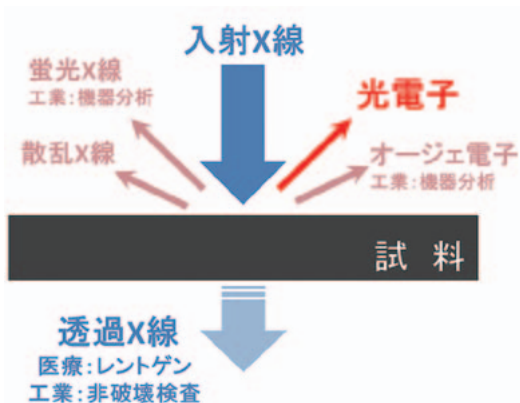 入射X線
蛍光X線
工業:機器分析
光電子
散乱X線
オージェ電子
工業:機器分析
試 料
透過X線
医療:レントゲン
工業:非破壊検査